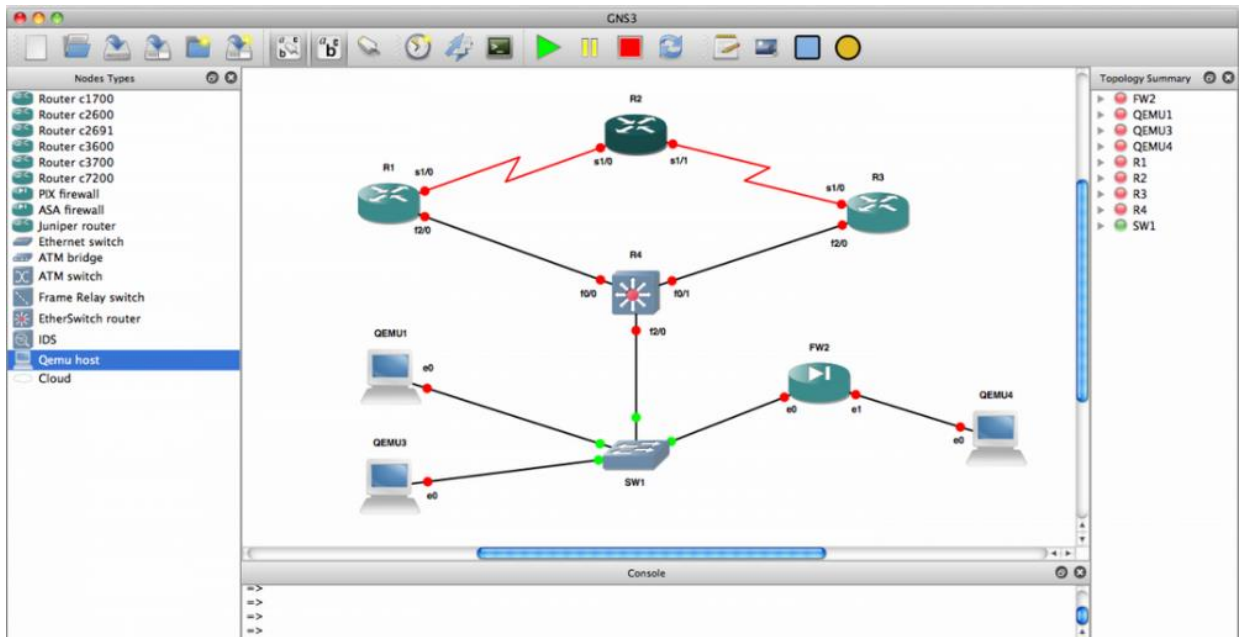 GNS3
Nodes Types
Router c1700
Router c2600
Router c2691
Router c3600
Router c3700
Router c7200
PIX firewall
ASA firewall
Juniper router
Ethernet switch
ATM bridge
ATM switch
Frame Relay switch
EtherSwitch router
IDS
Qemu host
Cloud
R2
s1/0
s1/1
R1
s1/0
f2/0
R3
s1/0
f2/0
R4
f0/0
f0/1
f2/0
QEMU1
e0
QEMU3
e0
SW1
FW2
e0
e1
QEMU4
e0
Topology Summary
FW2
QEMU1
QEMU3
QEMU4
R1
R2
R3
R4
SW1
Console
=>
=>
=>
=>